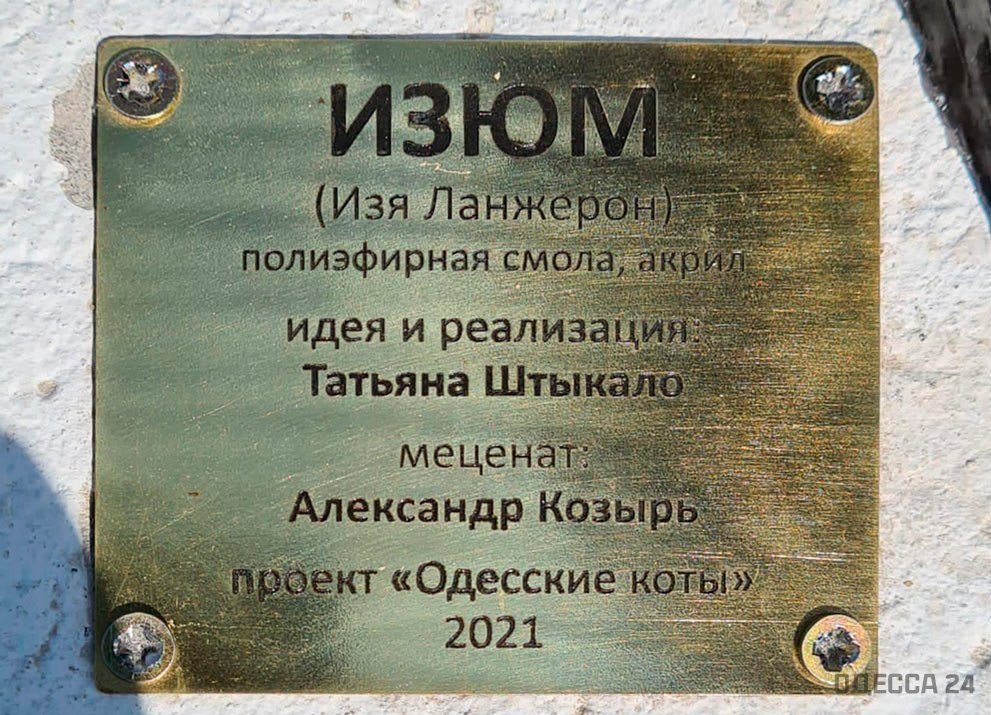 ИЗЮМ
(Изя Ланжерон)
полиэфирная смола, акрил
идея и реализация:
Татьяна Штыкало
меценат:
Александр Козырь
проект «Одесские коты»
2021
ОДЕССА 24